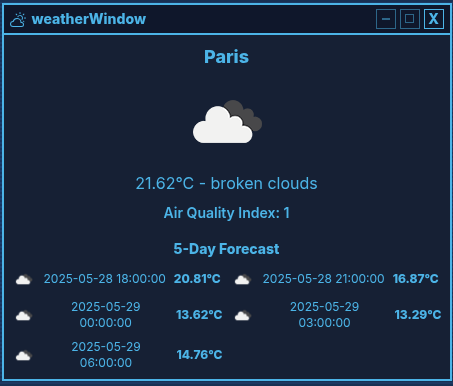 weatherWindow
X
Paris
21.62°C - broken clouds
Air Quality Index: 1
5-Day Forecast
2025-05-28 18:00:00 20.81°C 2025-05-28 21:00:00 16.87°C
2025-05-29
00:00:00
13.62°C
2025-05-29
03:00:00
13.29°C
2025-05-29
06:00:00
14.76°C